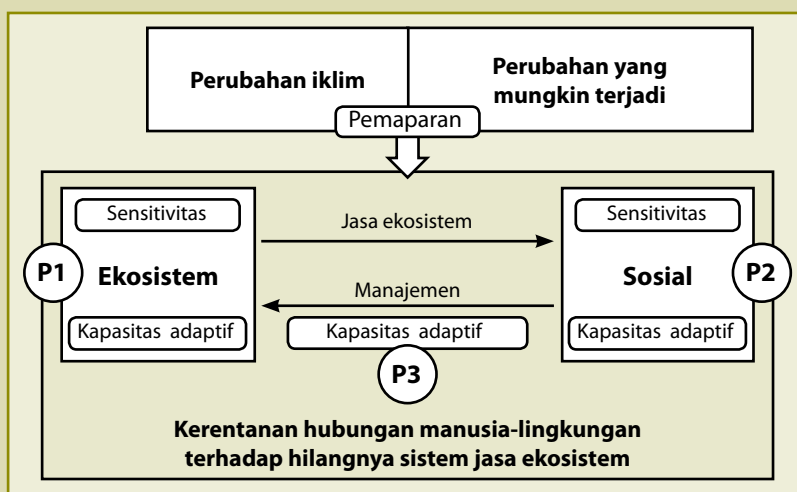 Perubahan iklim
Perubahan yang
mungkin terjadi
Pemaparan
Sensitivitas
Jasa ekosistem
Sensitivitas
P1
Ekosistem
Manajemen
Sosial
P2
Kapasitas adaptif
Kapasitas adaptif
Kapasitas adaptif
P3
Kerentanan hubungan manusia-lingkungan
terhadap hilangnya sistem jasa ekosistem